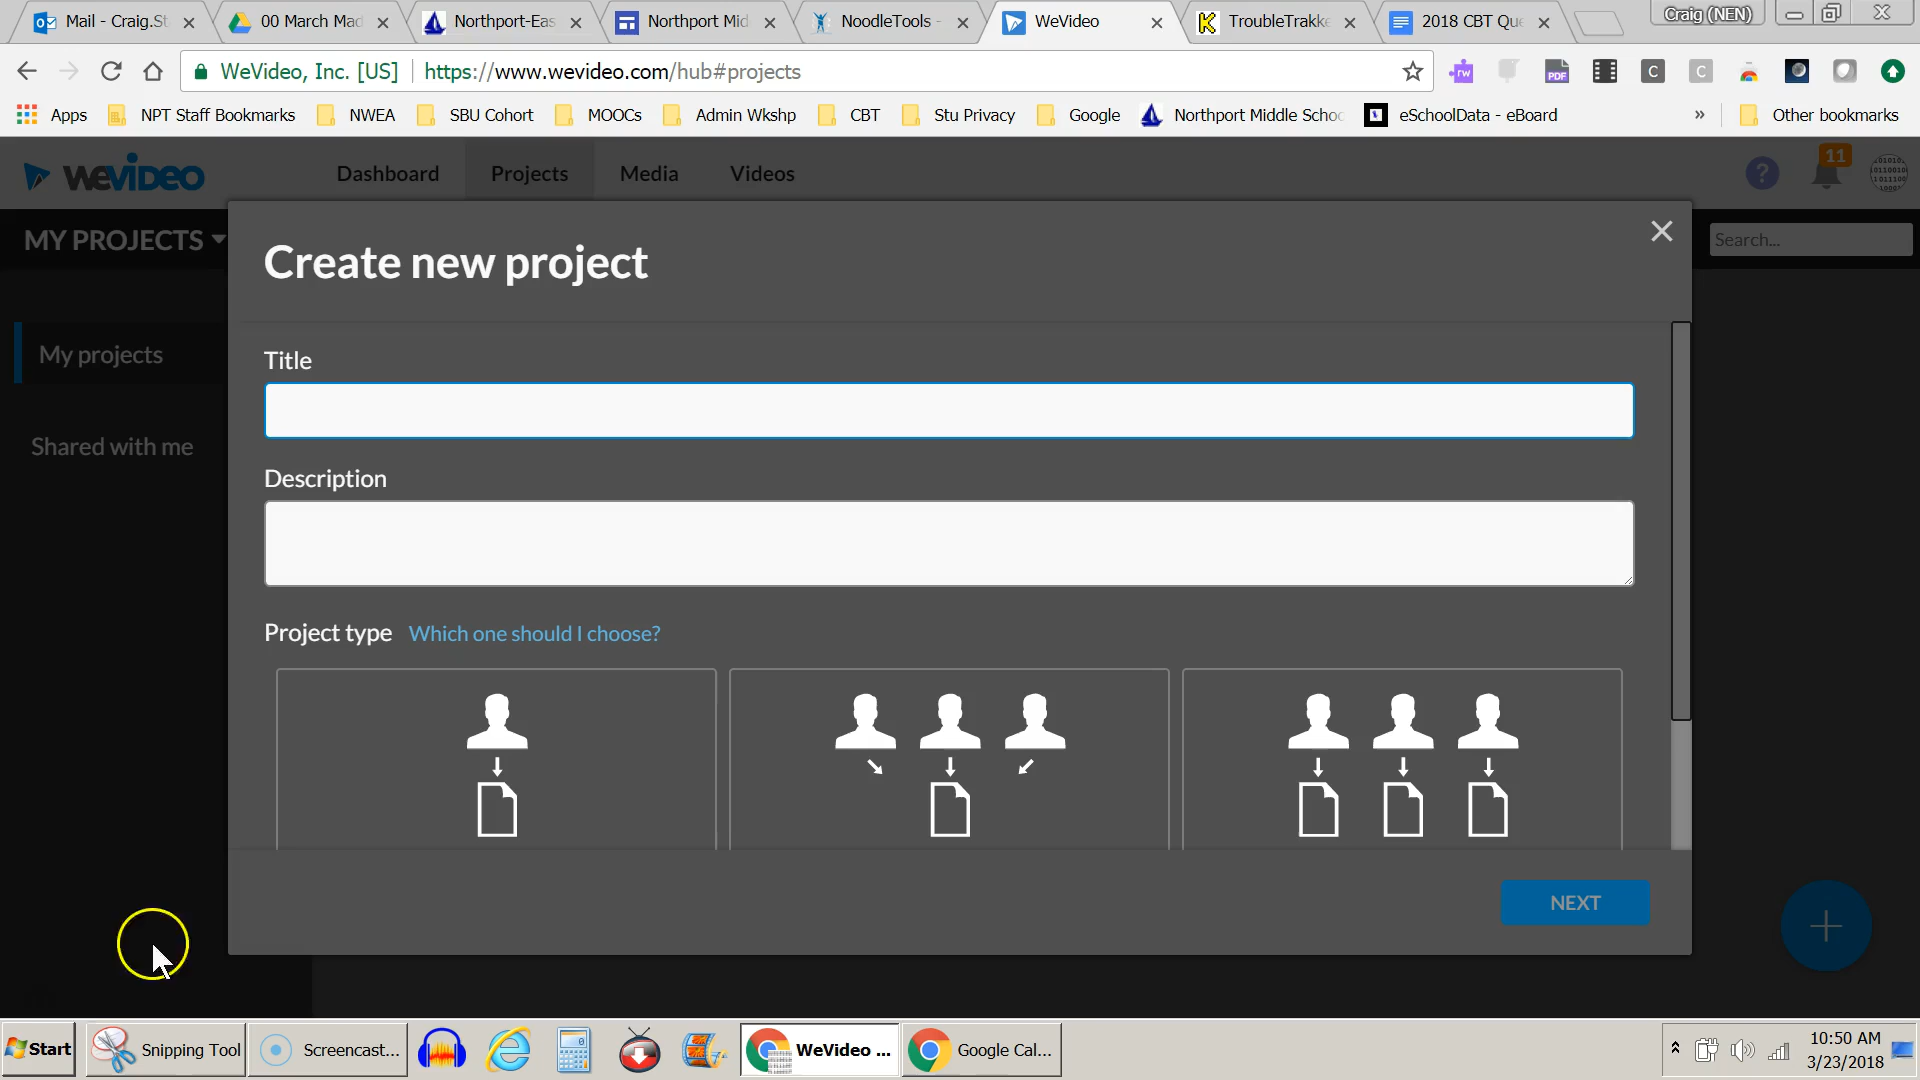 Mail - Craig.St
00 March Mad
Northport-Eas
Northport Mid
NoodleTools -
WeVideo
TroubleTrakke
2018 CBT Que
Craig (NEN)
WeVideo, Inc. [US]
https://www.wevideo.com/hub#projects
rw
PDF
C
C
Apps
NPT Staff Bookmarks
NWEA
SBU Cohort
MOOCs
Admin Wkshp
CBT
Stu Privacy
Google
Northport Middle Schoo
eSchoolData - eBoard
»
Other bookmarks
WEVIDEO
Dashboard
Projects
Media
Videos
?
11
MY PROJECTS
Search...
Create new project
My projects
Title
Shared with me
Description
Project type
Which one should I choose?
NEXT
Start
Snipping Tool
Screencast...
WeVideo ...
Google Cal...
10:50 AM
3/23/2018